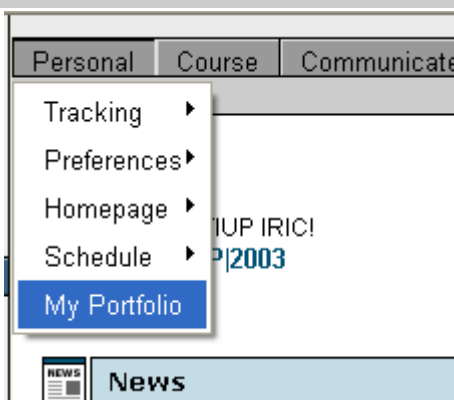 Personal Course Communicate
Tracking
Preferences
Homepage
IUP IRIC!
Schedule
P|2003
My Portfolio
NEWS
News